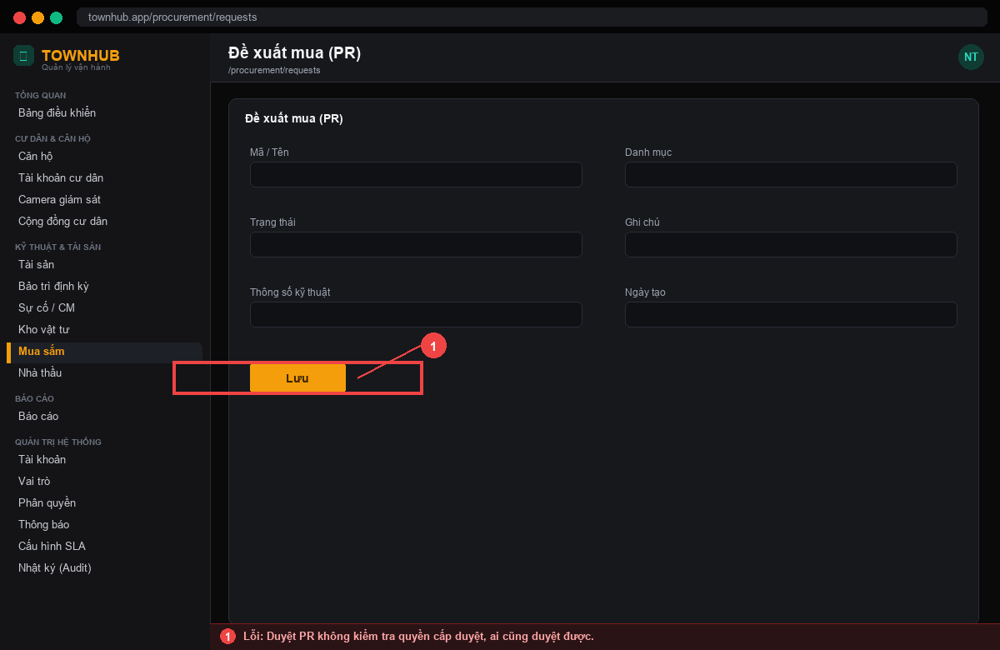 townhub.app/procurement/requests
TOWNHUB
Quản lý vận hành
TỔNG QUAN
Bảng điều khiển
CƯ DÂN & CĂN HỘ
Căn hộ
Tài khoản cư dân
Camera giám sát
Cộng đồng cư dân
KỸ THUẬT & TÀI SẢN
Tài sản
Bảo trì định kỳ
Sự cố / CM
Kho vật tư
Mua sắm
Nhà thầu
BÁO CÁO
Báo cáo
QUẢN TRỊ HỆ THỐNG
Tài khoản
Vai trò
Phân quyền
Thông báo
Cấu hình SLA
Nhật ký (Audit)
Đề xuất mua (PR)
/procurement/requests
NT
Đề xuất mua (PR)
Mã / Tên
Danh mục
Trạng thái
Ghi chú
Thông số kỹ thuật
Ngày tạo
1
Lưu
1 Lỗi: Duyệt PR không kiểm tra quyền cấp duyệt, ai cũng duyệt được.